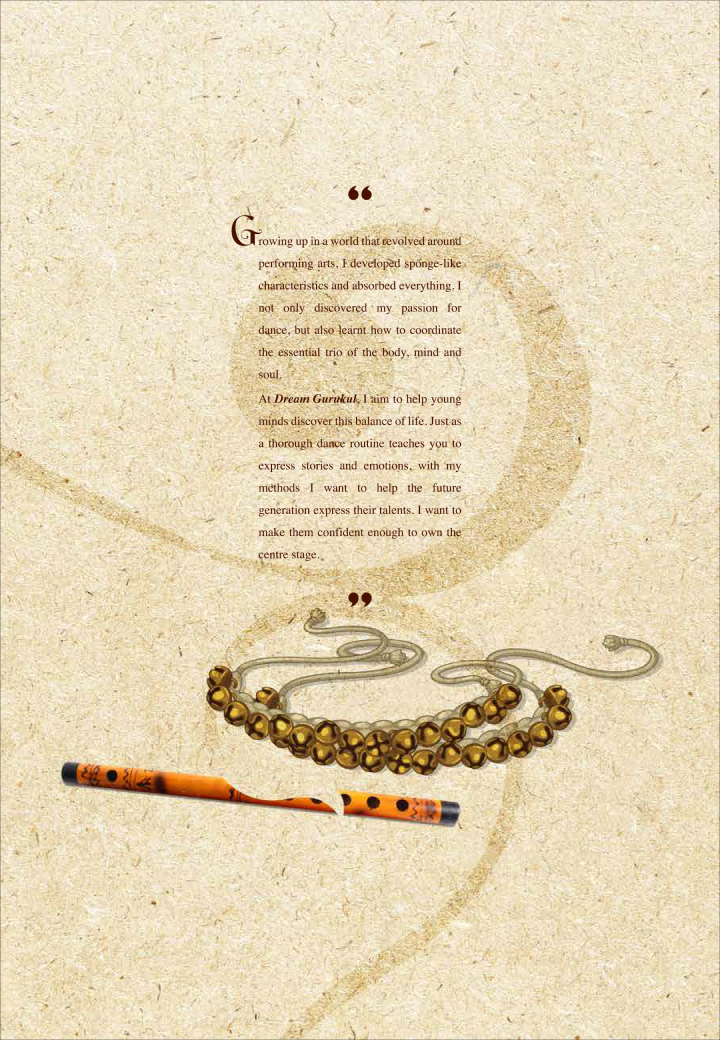 “
Growing up in a world that revolved around
performing arts, I developed sponge-like
characteristics and absorbed everything. I
not only discovered my passion for
dance, but also learnt how to coordinate
the essential trio of the body, mind and
soul.
At Dream Gurukul, I aim to help young
minds discover this balance of life. Just as
a thorough dance routine teaches you to
express stories and emotions, with my
methods I want to help the future
generation express their talents. I want to
make them confident enough to own the
centre stage.
”